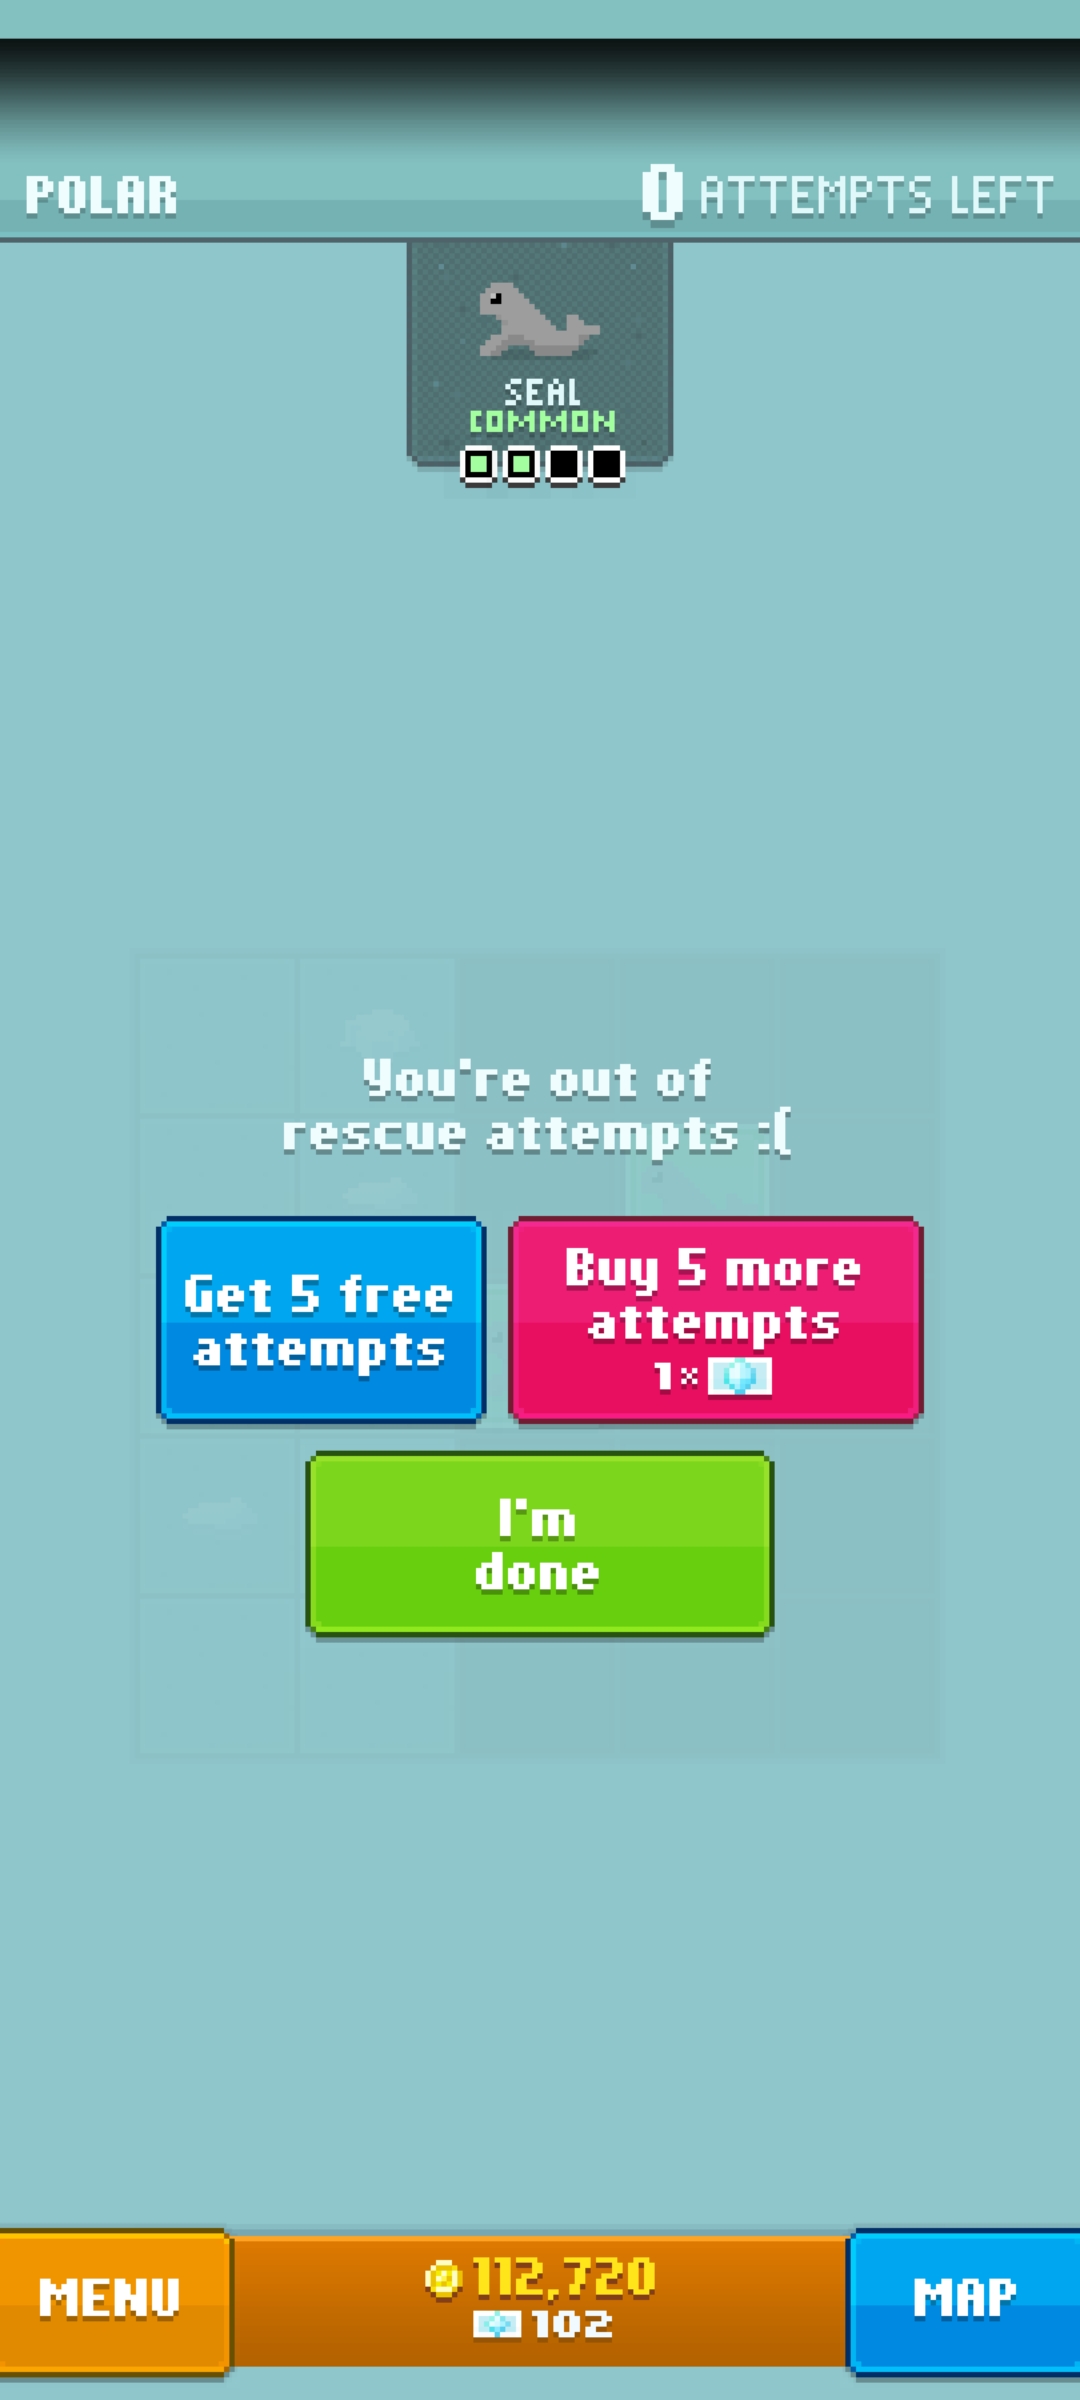 POLAR
0 ATTEMPTS LEFT
SEAL
COMMON
You're out of
rescue attempts :(
Get 5 free
attempts
Buy 5 more
attempts
1×
I'm
done
MENU
112,720
102
MAP